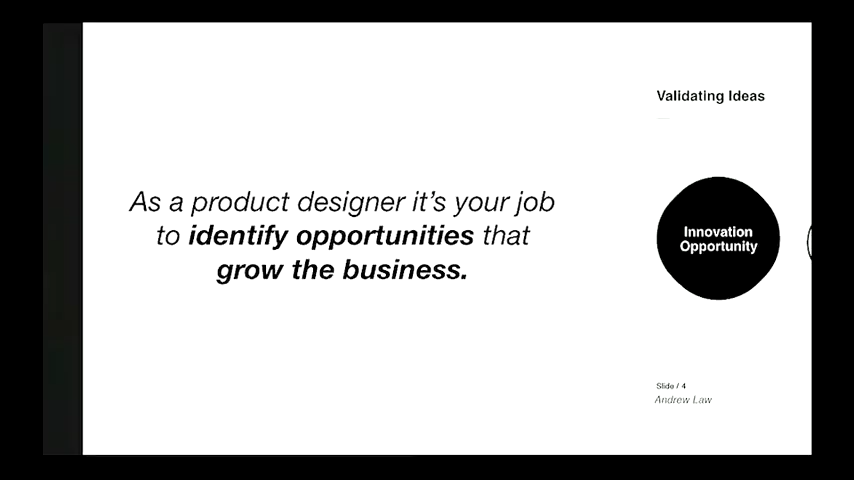 As a product designer it’s your job
to identify opportunities that
grow the business.
Validating Ideas
Innovation
Opportunity
Slide / 4
Andrew Law